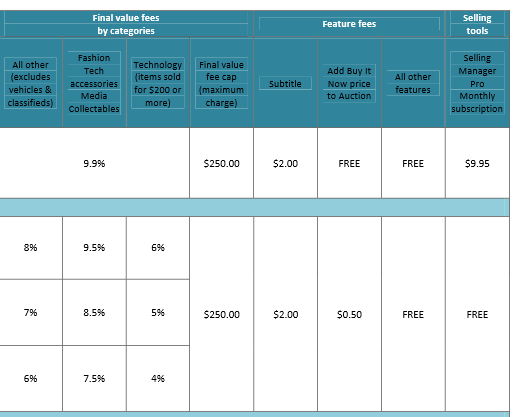 Final value fees
by categories
Feature fees
Selling
tools
All other
(excludes
vehicles &
classifieds)
Fashion
Tech
accessories
Media
Collectables
Technology
(items sold
for $200 or
more)
Final value
fee cap
(maximum
charge)
Subtitle
Add Buy It
Now price
to Auction
All other
features
Selling
Manager
Pro
Monthly
subscription
9.9%
$250.00
$2.00
FREE
FREE
$9.95
8%
9.5%
6%
7%
8.5%
5%
$250.00
$2.00
$0.50
FREE
FREE
6%
7.5%
4%